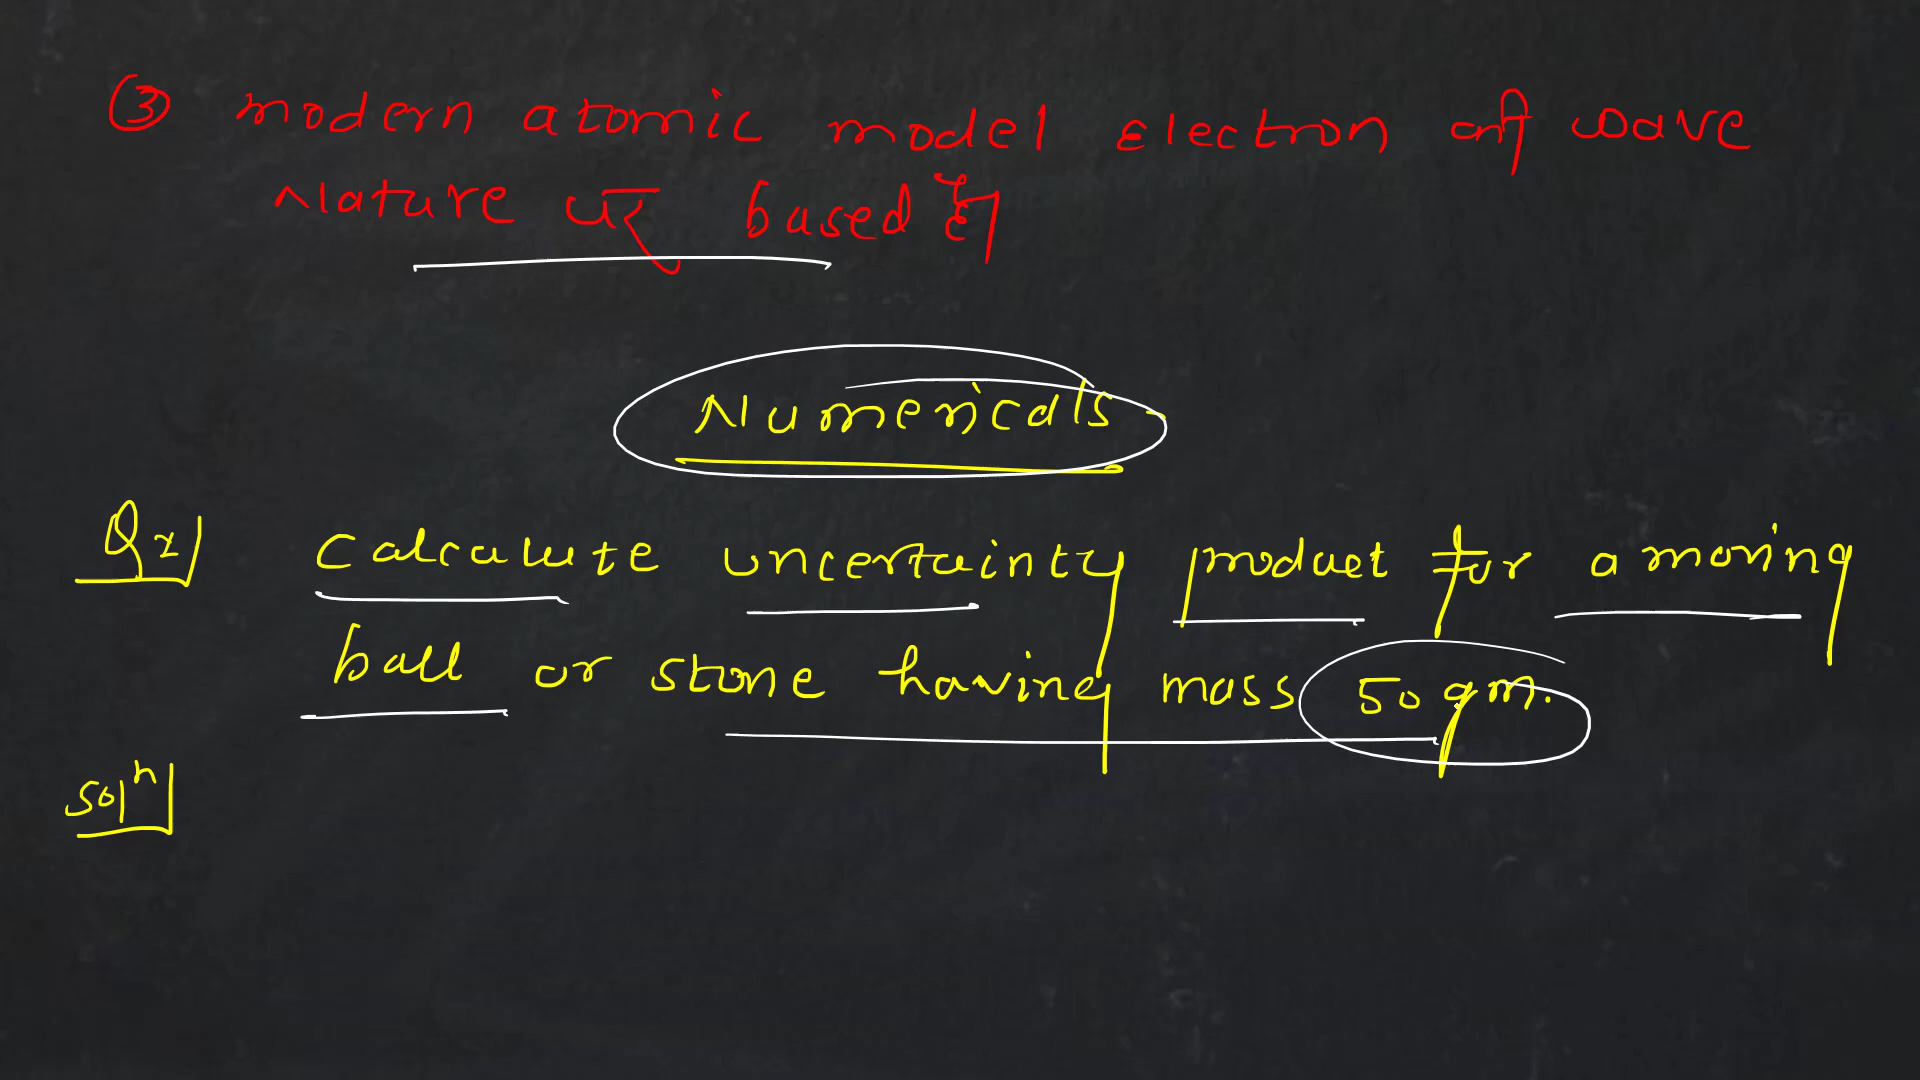 ③ modern atomic model Electron की wave
Nature पर based है
Numericals
Q1
Calculate uncertainty product for a moving
ball or stone having mass 50 gm.
Solⁿ